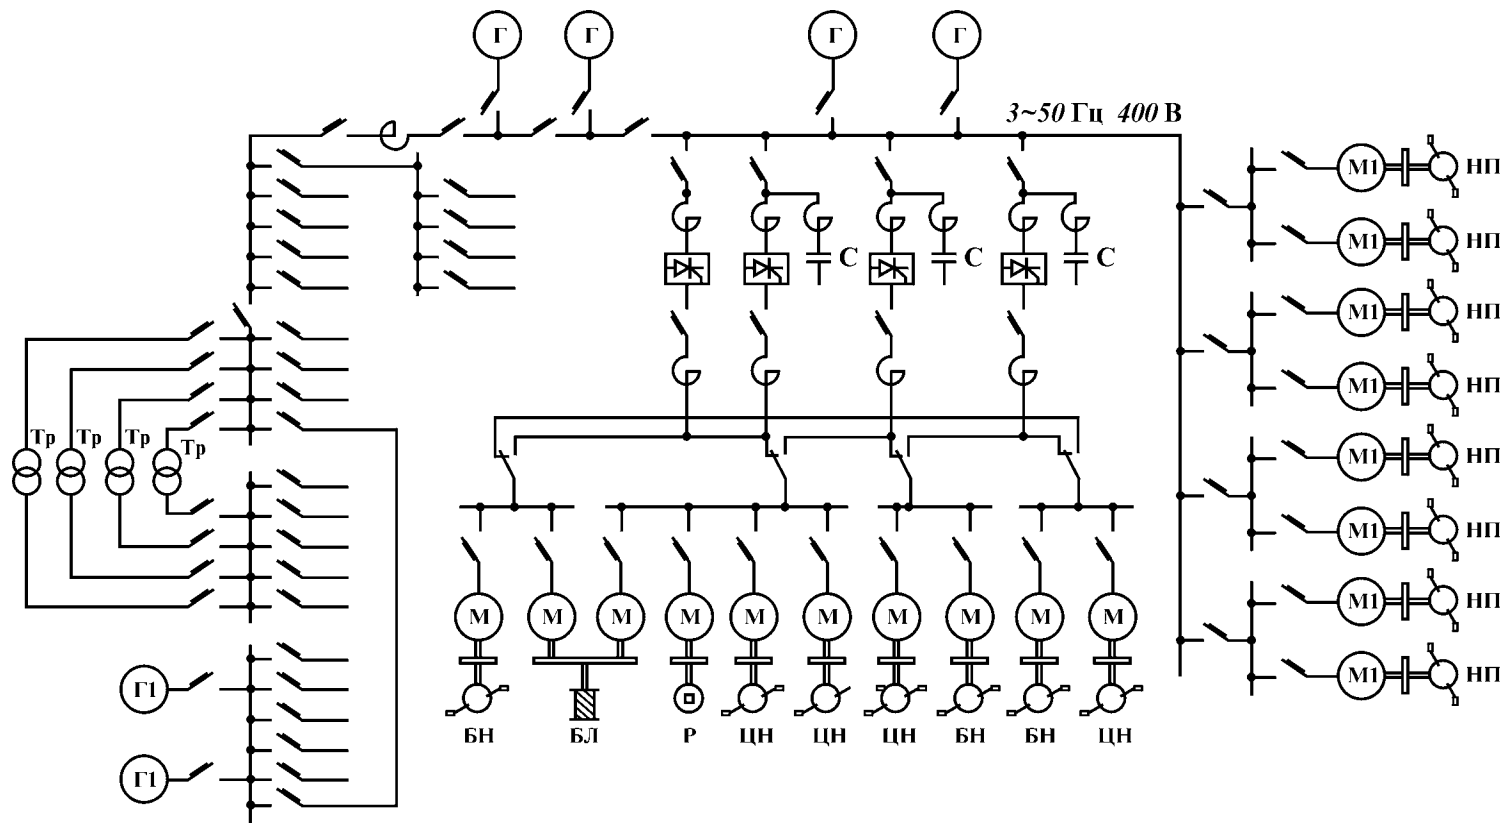 Г Г Г Г
3~50 Гц 400 В
М1 НП
М1 НП
С С С
М1 НП
М1 НП
Тр Тр Тр Тр
М1 НП
М1 НП
М1 НП
М М М М М М М М М М
М1 НП
Г1
БН БЛ Р ЦН ЦН ЦН БН БН ЦН
Г1